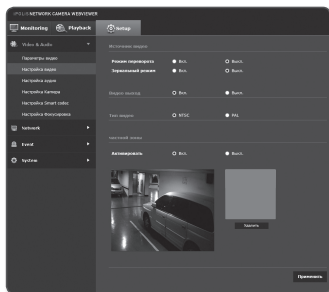 iPOLiS NETWORK CAMERA WEBVIEWER
Monitoring Playback Setup
Video & Audio
Параметры видео
Настройка видео
Настройка аудио
Настройка Камера
Настройка Smart codec
Настройка Фокусировка
Network
Event
System
Источник видео
Режим переворота Вкл. Выкл.
Зеркальный режим Вкл. Выкл.
Видео выход Вкл. Выкл.
Тип видео NTSC PAL
частной зоны
Активировать Вкл. Выкл.
Удалить
Применить